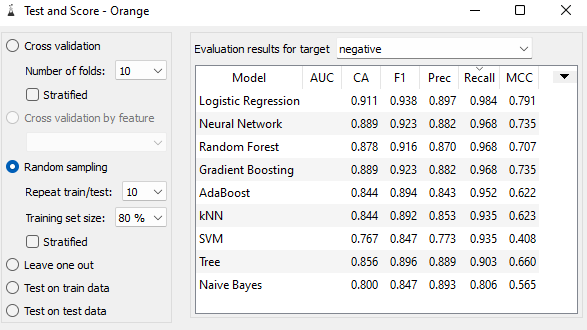 Test and Score - Orange
Cross validation
Number of folds: 10
Stratified
Cross validation by feature
Random sampling
Repeat train/test: 10
Training set size: 80 %
Stratified
Leave one out
Test on train data
Test on test data
Evaluation results for target negative
Model AUC CA F1 Prec Recall MCC
Logistic Regression 0.911 0.938 0.897 0.984 0.791
Neural Network 0.889 0.923 0.882 0.968 0.735
Random Forest 0.878 0.916 0.870 0.968 0.707
Gradient Boosting 0.889 0.923 0.882 0.968 0.735
AdaBoost 0.844 0.894 0.843 0.952 0.622
kNN 0.844 0.892 0.853 0.935 0.623
SVM 0.767 0.847 0.773 0.935 0.408
Tree 0.856 0.896 0.889 0.903 0.660
Naive Bayes 0.800 0.847 0.893 0.806 0.565